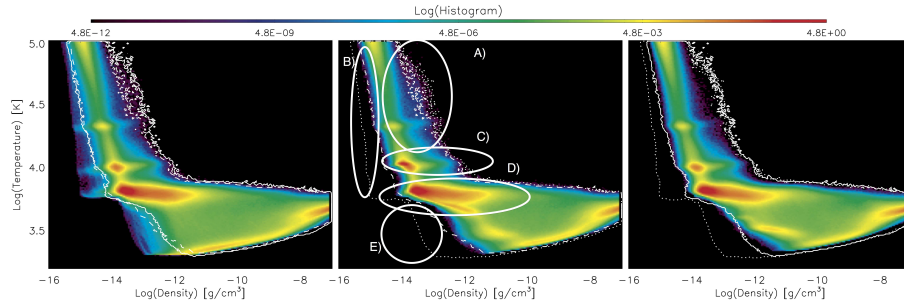 Log(Histogram)
4.8E-12 4.8E-09 4.8E-06 4.8E-03 4.8E+00
Log(Temperature) [K]
5.0
4.5
4.0
3.5
A)
B)
C)
D)
E)
-16 -14 -12 -10 -8
-16 -14 -12 -10 -8
-16 -14 -12 -10 -8
Log(Density) [g/cm³]
Log(Density) [g/cm³]
Log(Density) [g/cm³]